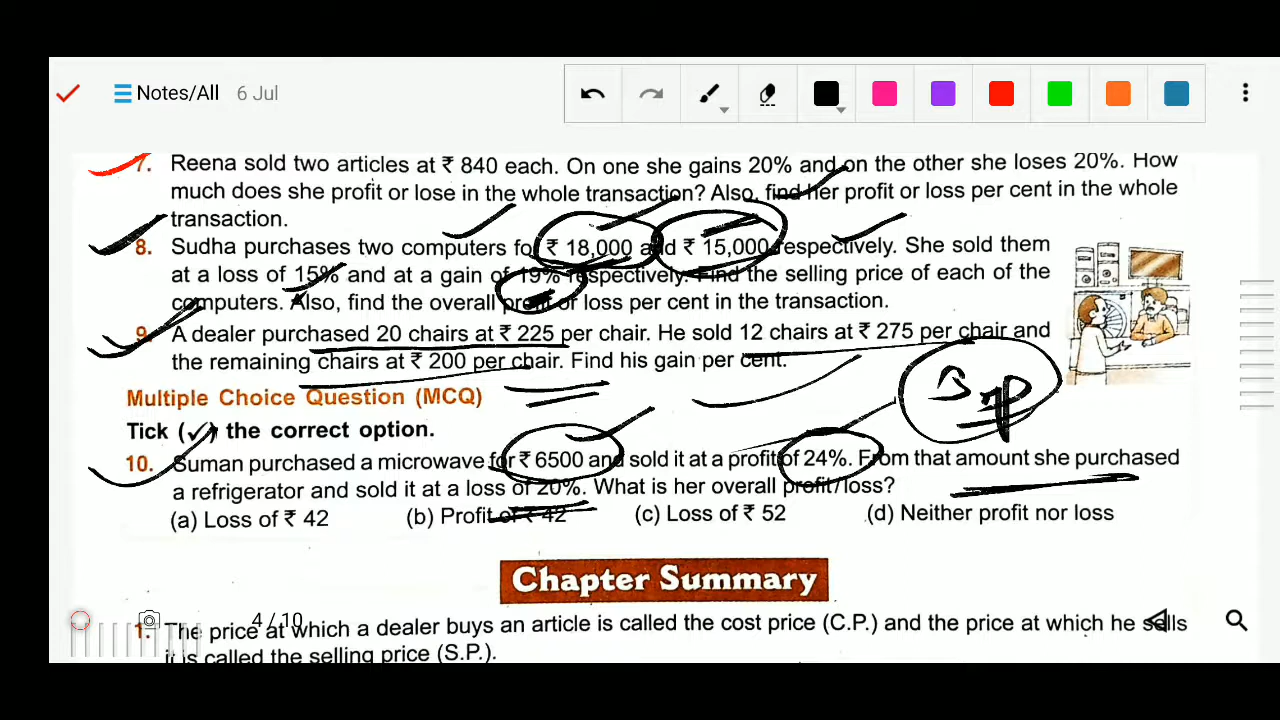 Notes/All 6 Jul
7. Reena sold two articles at ₹ 840 each. On one she gains 20% and on the other she loses 20%. How
much does she profit or lose in the whole transaction? Also, find her profit or loss per cent in the whole
transaction.
8. Sudha purchases two computers for ₹ 18,000 and ₹ 15,000 respectively. She sold them
at a loss of 15% and at a gain of 19% respectively. Find the selling price of each of the
computers. Also, find the overall profit or loss per cent in the transaction.
9. A dealer purchased 20 chairs at ₹ 225 per chair. He sold 12 chairs at ₹ 275 per chair and
the remaining chairs at ₹ 200 per chair. Find his gain per cent.
Multiple Choice Question (MCQ)
Tick (✓) the correct option.
10. Suman purchased a microwave for ₹ 6500 and sold it at a profit of 24%. From that amount she purchased
a refrigerator and sold it at a loss of 20%. What is her overall profit/loss?
(a) Loss of ₹ 42 (b) Profit of ₹ 42 (c) Loss of ₹ 52 (d) Neither profit nor loss
Chapter Summary
4 / 10
1. The price at which a dealer buys an article is called the cost price (C.P.) and the price at which he sells
it is called the selling price (S.P.).